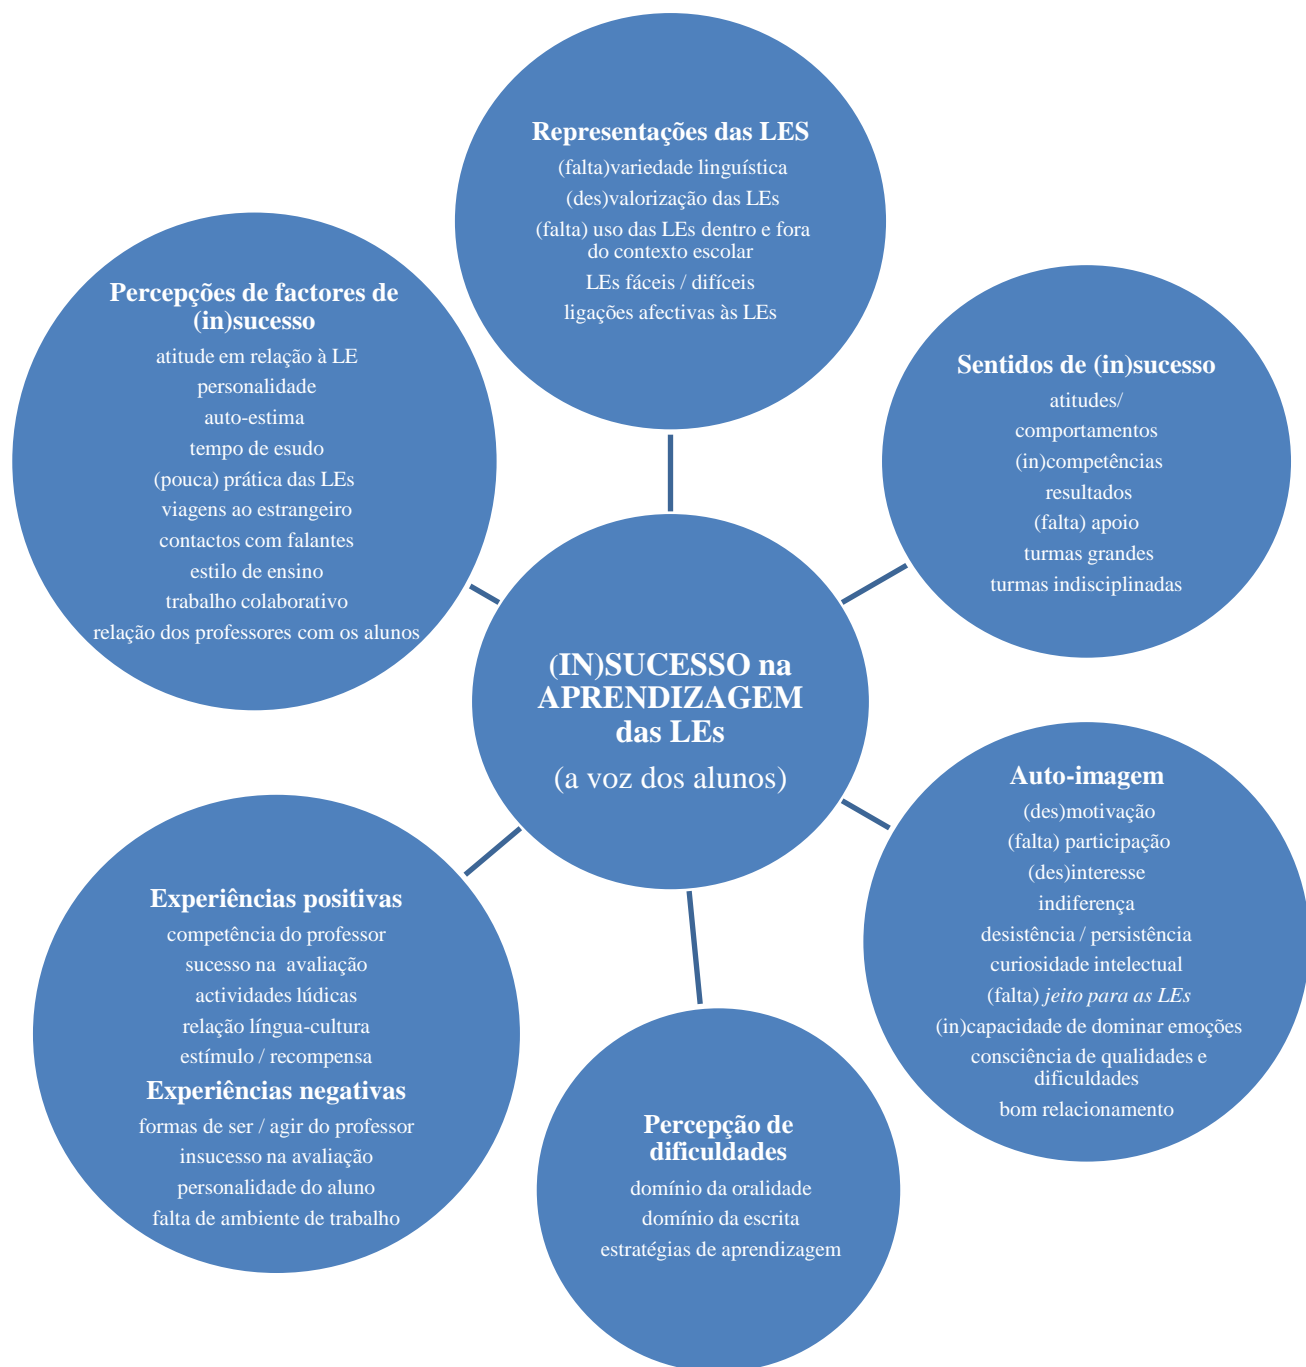 Representações das LES
(falta)variedade linguística
(des)valorização das LEs
(falta) uso das LEs dentro e fora
do contexto escolar
LEs fáceis / difíceis
ligações afectivas às LEs
Percepções de factores de
(in)sucesso
atitude em relação à LE
personalidade
auto-estima
tempo de esudo
(pouca) prática das LEs
viagens ao estrangeiro
contactos com falantes
estilo de ensino
trabalho colaborativo
relação dos professores com os alunos
Sentidos de (in)sucesso
atitudes/
comportamentos
(in)competências
resultados
(falta) apoio
turmas grandes
turmas indisciplinadas
(IN)SUCESSO na
APRENDIZAGEM
das LEs
(a voz dos alunos)
Auto-imagem
(des)motivação
(falta) participação
(des)interesse
indiferença
desistência / persistência
curiosidade intelectual
(falta) jeito para as LEs
(in)capacidade de dominar emoções
consciência de qualidades e
dificuldades
bom relacionamento
Experiências positivas
competência do professor
sucesso na avaliação
actividades lúdicas
relação língua-cultura
estímulo / recompensa
Experiências negativas
formas de ser / agir do professor
insucesso na avaliação
personalidade do aluno
falta de ambiente de trabalho
Percepção de
dificuldades
domínio da oralidade
domínio da escrita
estratégias de aprendizagem